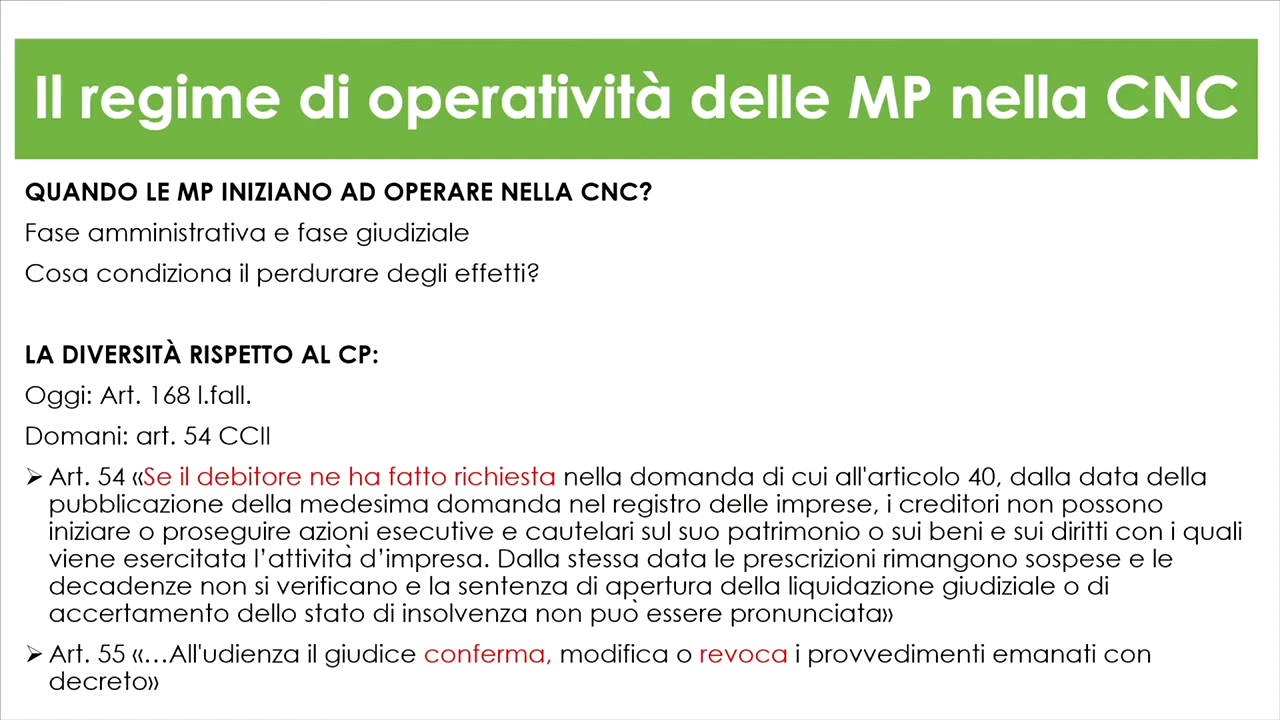 Il regime di operatività delle MP nella CNC
QUANDO LE MP INIZIANO AD OPERARE NELLA CNC?
Fase amministrativa e fase giudiziale
Cosa condiziona il perdurare degli effetti?
LA DIVERSITÀ RISPETTO AL CP:
Oggi: Art. 168 l.fall.
Domani: art. 54 CCII
➢ Art. 54 «Se il debitore ne ha fatto richiesta nella domanda di cui all'articolo 40, dalla data della
pubblicazione della medesima domanda nel registro delle imprese, i creditori non possono
iniziare o proseguire azioni esecutive e cautelari sul suo patrimonio o sui beni e sui diritti con i quali
viene esercitata l’attività d’impresa. Dalla stessa data le prescrizioni rimangono sospese e le
decadenze non si verificano e la sentenza di apertura della liquidazione giudiziale o di
accertamento dello stato di insolvenza non può essere pronunciata»
➢ Art. 55 «…All'udienza il giudice conferma, modifica o revoca i provvedimenti emanati con
decreto»